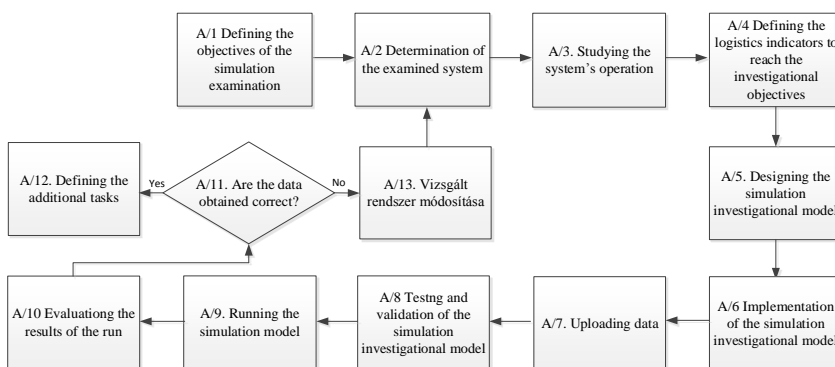 A/1 Defining the
objectives of the
simulation
examination
A/2 Determination of
the examined system
A/3. Studying the
system's operation
A/4 Defining the
logistics indicators to
reach the
investigational
objectives
A/5. Designing the
simulation
investigational model
A/6 Implementation
of the simulation
investigational model
A/7. Uploading data
A/8 Testng and
validation of the
simulation
investigational model
A/9. Running the
simulation model
A/10 Evaluationg the
results of the run
A/11. Are the data
obtained correct?
Yes
A/12. Defining the
additional tasks
No
A/13. Vizsgált
rendszer módosítása